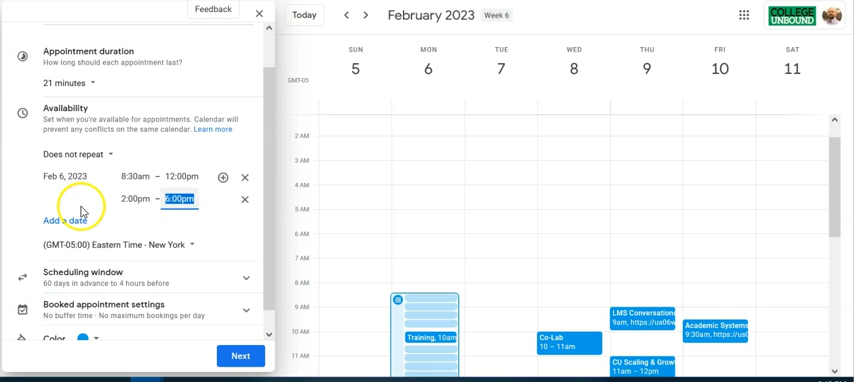 Feedback
Appointment duration
How long should each appointment last?
21 minutes
Availability
Set when you're available for appointments. Calendar will
prevent any conflicts on the same calendar. Learn more
Does not repeat
Feb 6, 2023 8:30am – 12:00pm
2:00pm – 6:00pm
Add a date
(GMT-05:00) Eastern Time - New York
Scheduling window
60 days in advance to 4 hours before
Booked appointment settings
No buffer time · No maximum bookings per day
Color
Next
Today February 2023 Week 6
COLLEGE
UNBOUND
SUN MON TUE WED THU FRI SAT
5 6 7 8 9 10 11
GMT-05
2 AM
3 AM
4 AM
5 AM
6 AM
7 AM
8 AM
9 AM
10 AM
11 AM
Training, 10am
Co-Lab
10 – 11am
LMS Conversation
9am, https://us06w
CU Scaling & Grow
11am – 12pm
Academic Systems
9:30am, https://us0